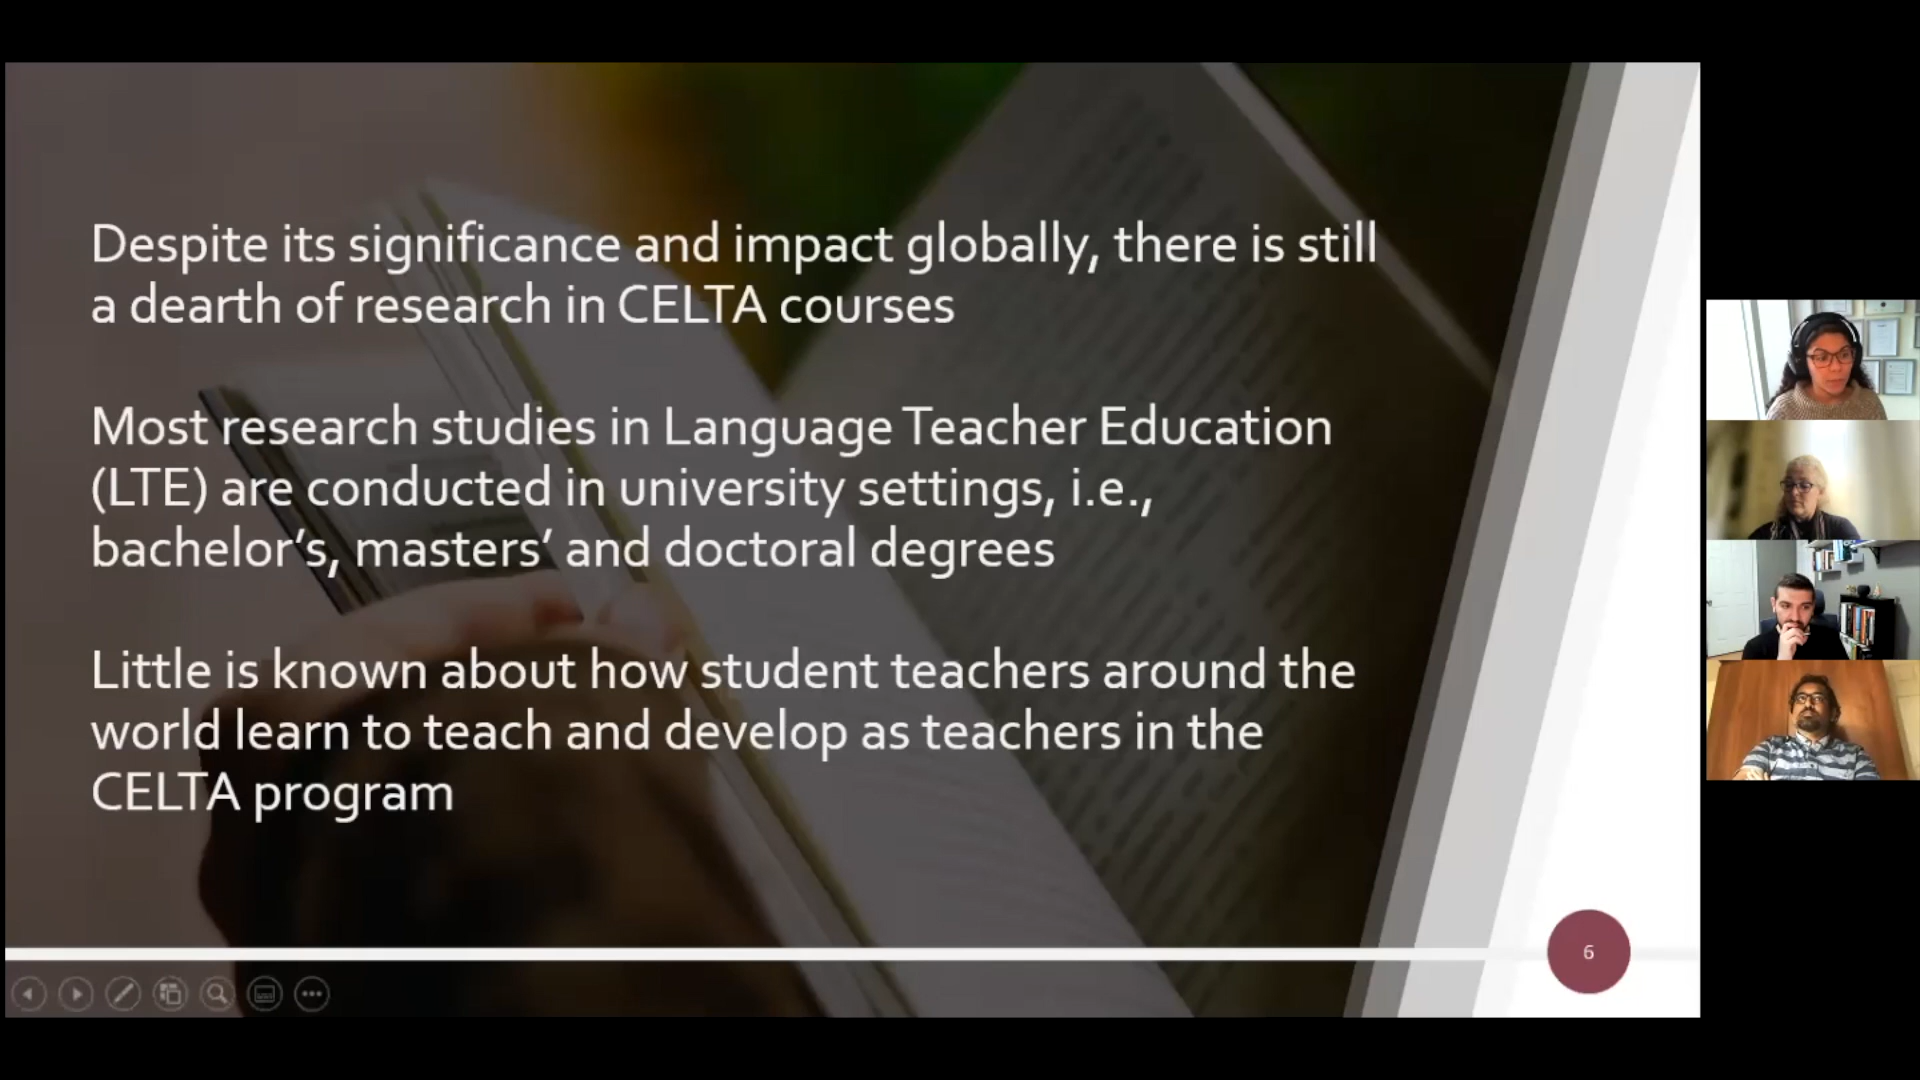 Despite its significance and impact globally, there is still
a dearth of research in CELTA courses
Most research studies in Language Teacher Education
(LTE) are conducted in university settings, i.e.,
bachelor’s, masters’ and doctoral degrees
Little is known about how student teachers around the
world learn to teach and develop as teachers in the
CELTA program
6